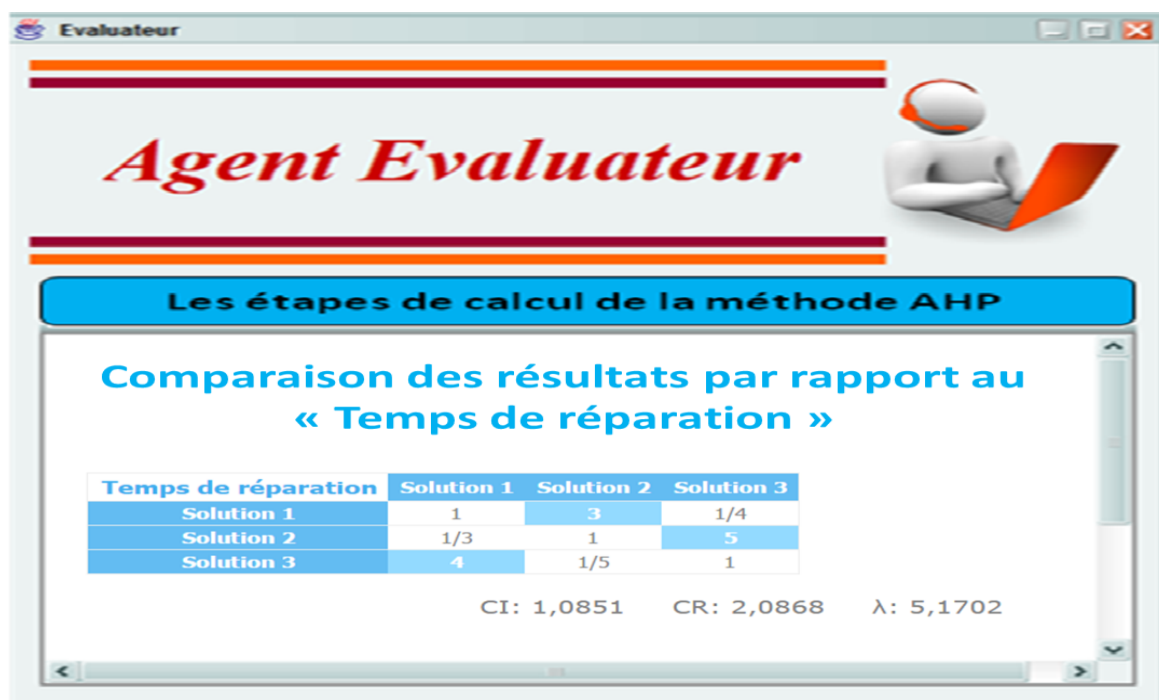 Evaluateur
Agent Evaluateur
Les étapes de calcul de la méthode AHP
Comparaison des résultats par rapport au
« Temps de réparation »
Temps de réparation Solution 1 Solution 2 Solution 3
Solution 1 1 3 1/4
Solution 2 1/3 1 5
Solution 3 4 1/5 1
CI: 1,0851 CR: 2,0868 λ: 5,1702